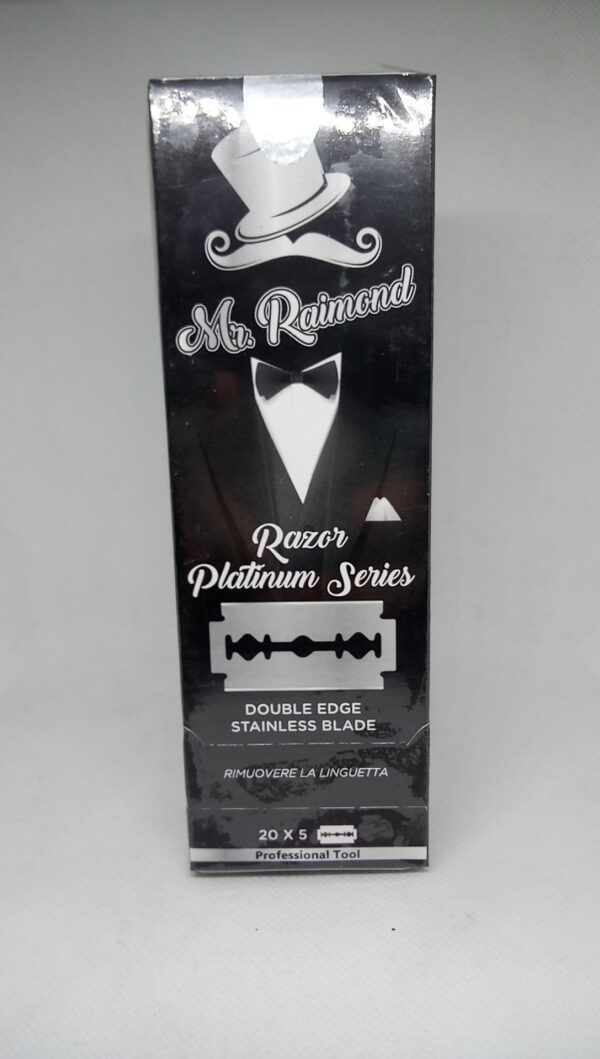 Mr. Raimond
Razor
Platinum Series
DOUBLE EDGE
STAINLESS BLADE
RIMUOVERE LA LINGUETTA
20 X 5
Professional Tool